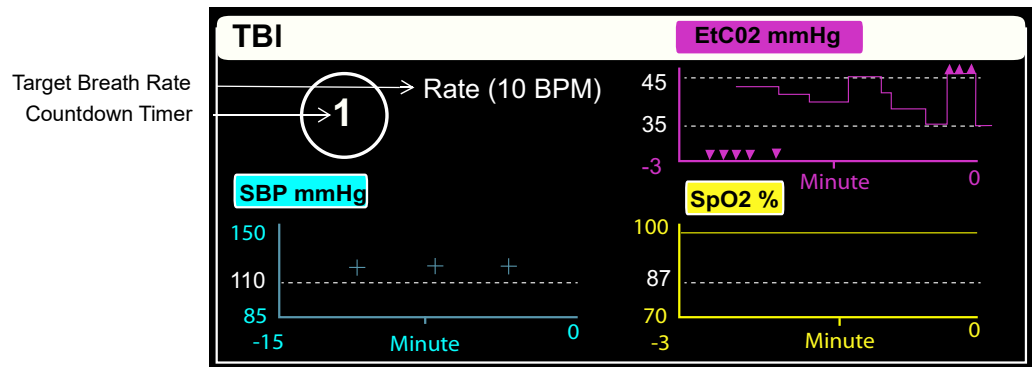 TBI
EtC02 mmHg
Target Breath Rate
Countdown Timer
Rate (10 BPM)
1
45
35
-3
Minute
0
SBP mmHg
150
110
85
-15
Minute
0
SpO2 %
100
87
70
-3
Minute
0